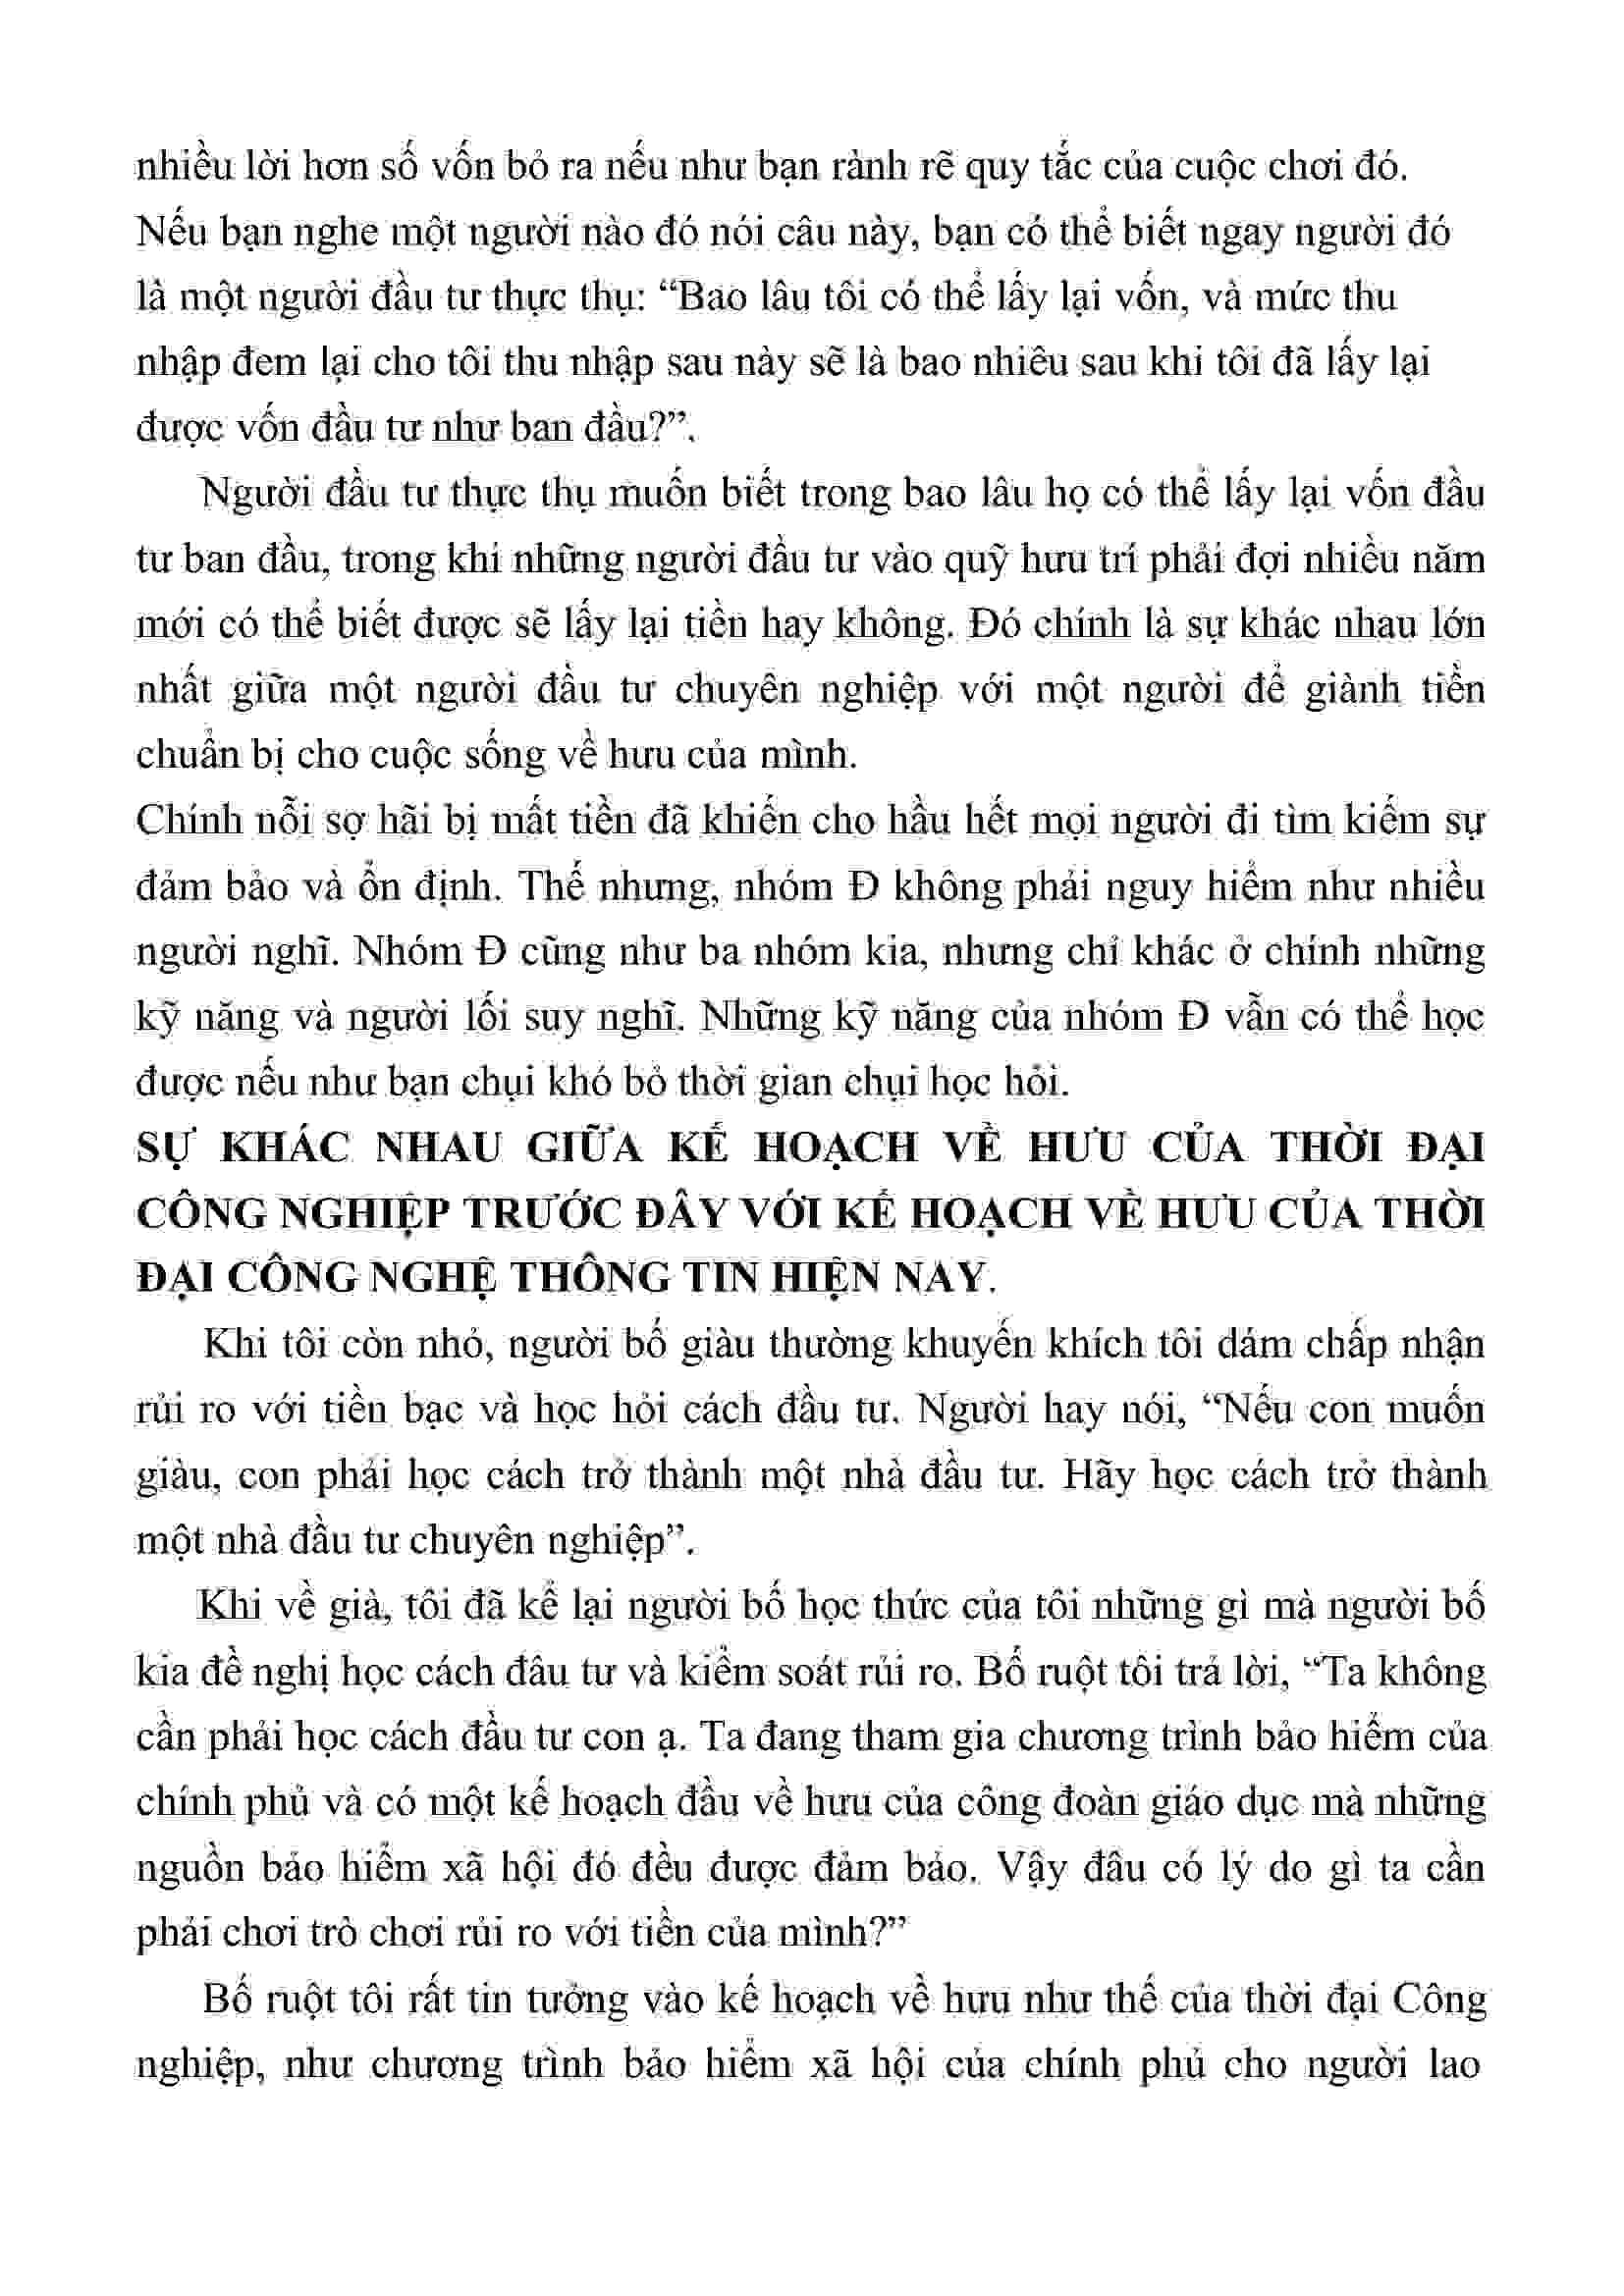 nhiều lời hơn số vốn bỏ ra nếu như bạn rành rẽ quy tắc của cuộc chơi đó.
Nếu bạn nghe một người nào đó nói câu này, bạn có thể biết ngay người đó
là một người đầu tư thực thụ: “Bao lâu tôi có thể lấy lại vốn, và mức thu
nhập đem lại cho tôi thu nhập sau này sẽ là bao nhiêu sau khi tôi đã lấy lại
được vốn đầu tư như ban đầu?”.
Người đầu tư thực thụ muốn biết trong bao lâu họ có thể lấy lại vốn đầu
tư ban đầu, trong khi những người đầu tư vào quỹ hưu trí phải đợi nhiều năm
mới có thể biết được sẽ lấy lại tiền hay không. Đó chính là sự khác nhau lớn
nhất giữa một người đầu tư chuyên nghiệp với một người để giành tiền
chuẩn bị cho cuộc sống về hưu của mình.
Chính nỗi sợ hãi bị mất tiền đã khiến cho hầu hết mọi người đi tìm kiếm sự
đảm bảo và ổn định. Thế nhưng, nhóm Đ không phải nguy hiểm như nhiều
người nghĩ. Nhóm Đ cũng như ba nhóm kia, nhưng chỉ khác ở chính những
kỹ năng và người lối suy nghĩ. Những kỹ năng của nhóm Đ vẫn có thể học
được nếu như bạn chụi khó bỏ thời gian chụi học hỏi.
SỰ KHÁC NHAU GIỮA KẾ HOẠCH VỀ HƯU CỦA THỜI ĐẠI
CÔNG NGHIỆP TRƯỚC ĐÂY VỚI KẾ HOẠCH VỀ HƯU CỦA THỜI
ĐẠI CÔNG NGHỆ THÔNG TIN HIỆN NAY.
Khi tôi còn nhỏ, người bố giàu thường khuyến khích tôi dám chấp nhận
rủi ro với tiền bạc và học hỏi cách đầu tư. Người hay nói, “Nếu con muốn
giàu, con phải học cách trở thành một nhà đầu tư. Hãy học cách trở thành
một nhà đầu tư chuyên nghiệp”.
Khi về già, tôi đã kể lại người bố học thức của tôi những gì mà người bố
kia đề nghị học cách đâu tư và kiểm soát rủi ro. Bố ruột tôi trả lời, “Ta không
cần phải học cách đầu tư con ạ. Ta đang tham gia chương trình bảo hiểm của
chính phủ và có một kế hoạch đầu về hưu của công đoàn giáo dục mà những
nguồn bảo hiểm xã hội đó đều được đảm bảo. Vậy đâu có lý do gì ta cần
phải chơi trò chơi rủi ro với tiền của mình?”
Bố ruột tôi rất tin tưởng vào kế hoạch về hưu như thế của thời đại Công
nghiệp, như chương trình bảo hiểm xã hội của chính phủ cho người lao